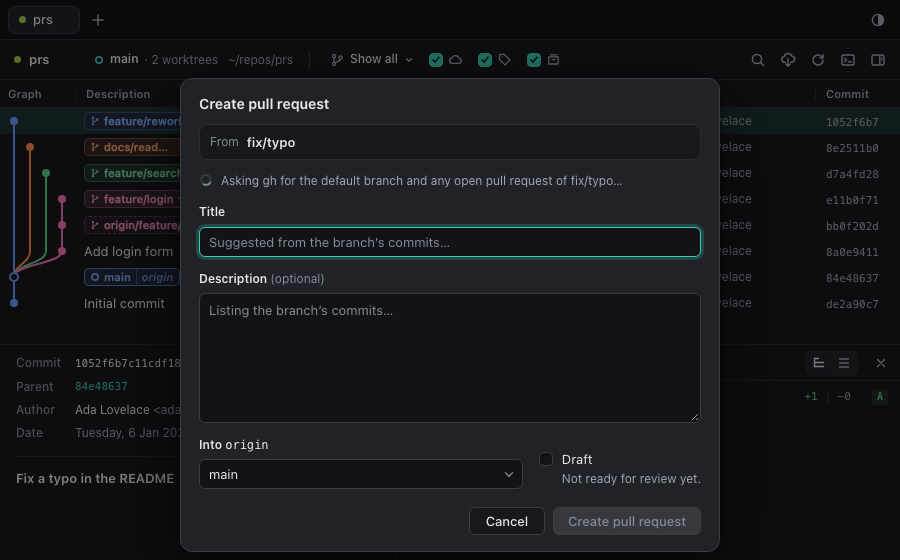 prs
prs main · 2 worktrees ~/repos/prs Show all
Graph Description Commit
feature/rewor 1052f6b7
docs/read… 8e2511b0
feature/search d7a4fd28
feature/login e11b0f71
origin/feature/ bb0f202d
Add login form 8a0e9411
main origin 84e48637
Initial commit de2a90c7
Commit 1052f6b7c11cdf18
Parent 84e48637
Author Ada Lovelace <ada
Date Tuesday, 6 Jan 202
Fix a typo in the README
+1 −0 A
Create pull request
From fix/typo
Asking gh for the default branch and any open pull request of fix/typo…
Title
Suggested from the branch's commits…
Description (optional)
Listing the branch's commits…
Into origin
main
Draft
Not ready for review yet.
Cancel Create pull request